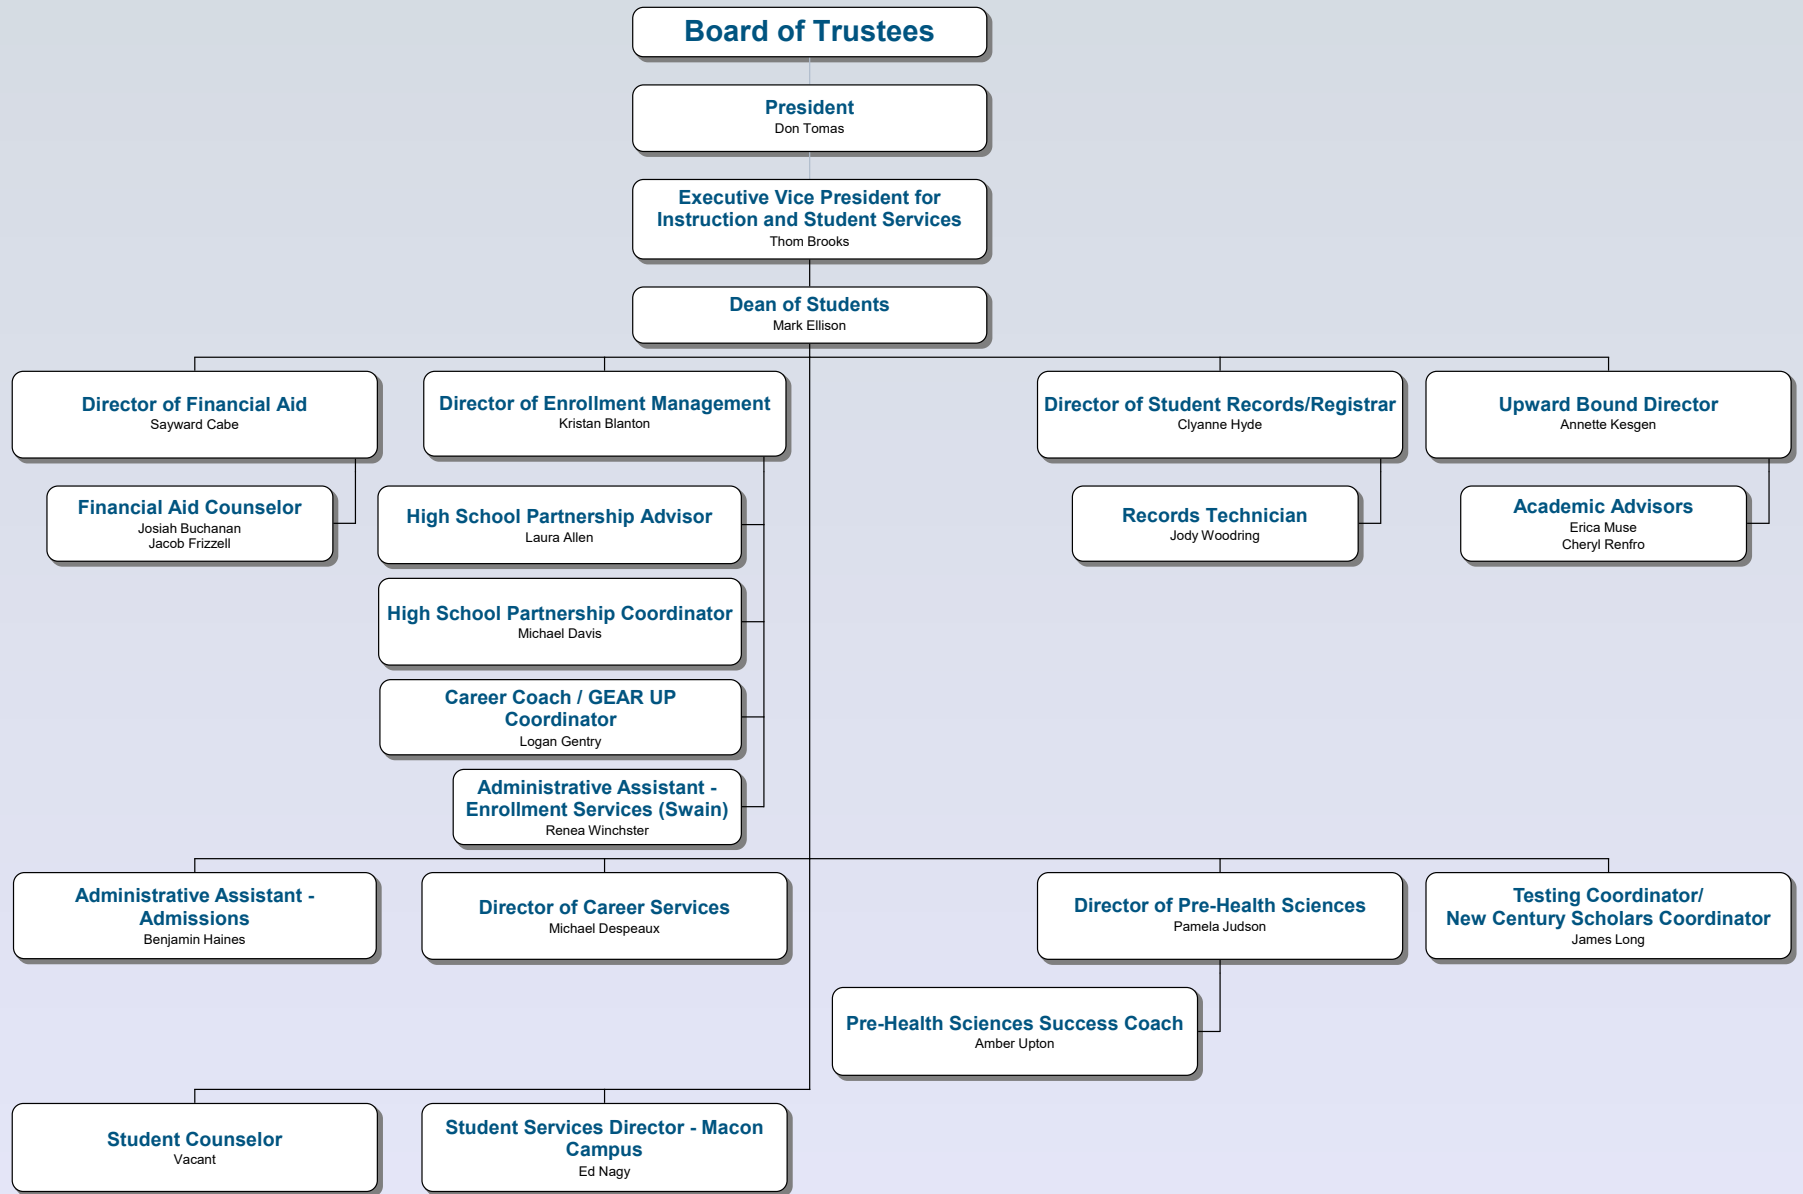 Board of Trustees
President
Don Tomas
Executive Vice President for
Instruction and Student Services
Thom Brooks
Dean of Students
Mark Ellison
Director of Financial Aid
Sayward Cabe
Director of Enrollment Management
Kristan Blanton
Director of Student Records/Registrar
Clyanne Hyde
Upward Bound Director
Annette Kesgen
Financial Aid Counselor
Josiah Buchanan
Jacob Frizzell
High School Partnership Advisor
Laura Allen
Records Technician
Jody Woodring
Academic Advisors
Erica Muse
Cheryl Renfro
High School Partnership Coordinator
Michael Davis
Career Coach / GEAR UP
Coordinator
Logan Gentry
Administrative Assistant -
Enrollment Services (Swain)
Renea Winchster
Administrative Assistant -
Admissions
Benjamin Haines
Director of Career Services
Michael Despeaux
Director of Pre-Health Sciences
Pamela Judson
Testing Coordinator/
New Century Scholars Coordinator
James Long
Pre-Health Sciences Success Coach
Amber Upton
Student Counselor
Vacant
Student Services Director - Macon
Campus
Ed Nagy